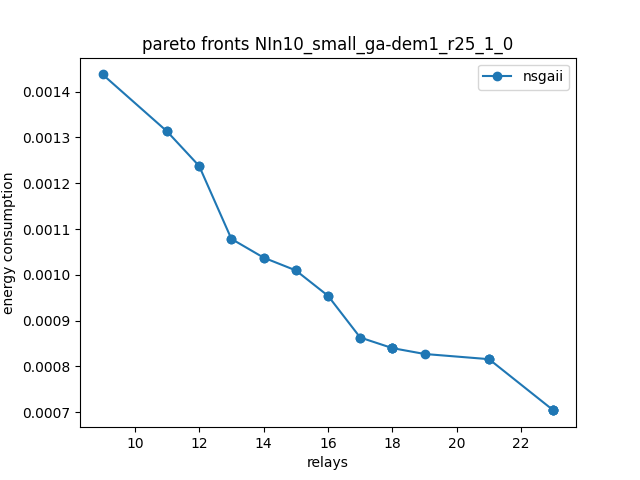 pareto fronts NIn10_small_ga-dem1_r25_1_0
nsgaii
energy consumption
0.0014
0.0013
0.0012
0.0011
0.0010
0.0009
0.0008
0.0007
10 12 14 16 18 20 22
relays